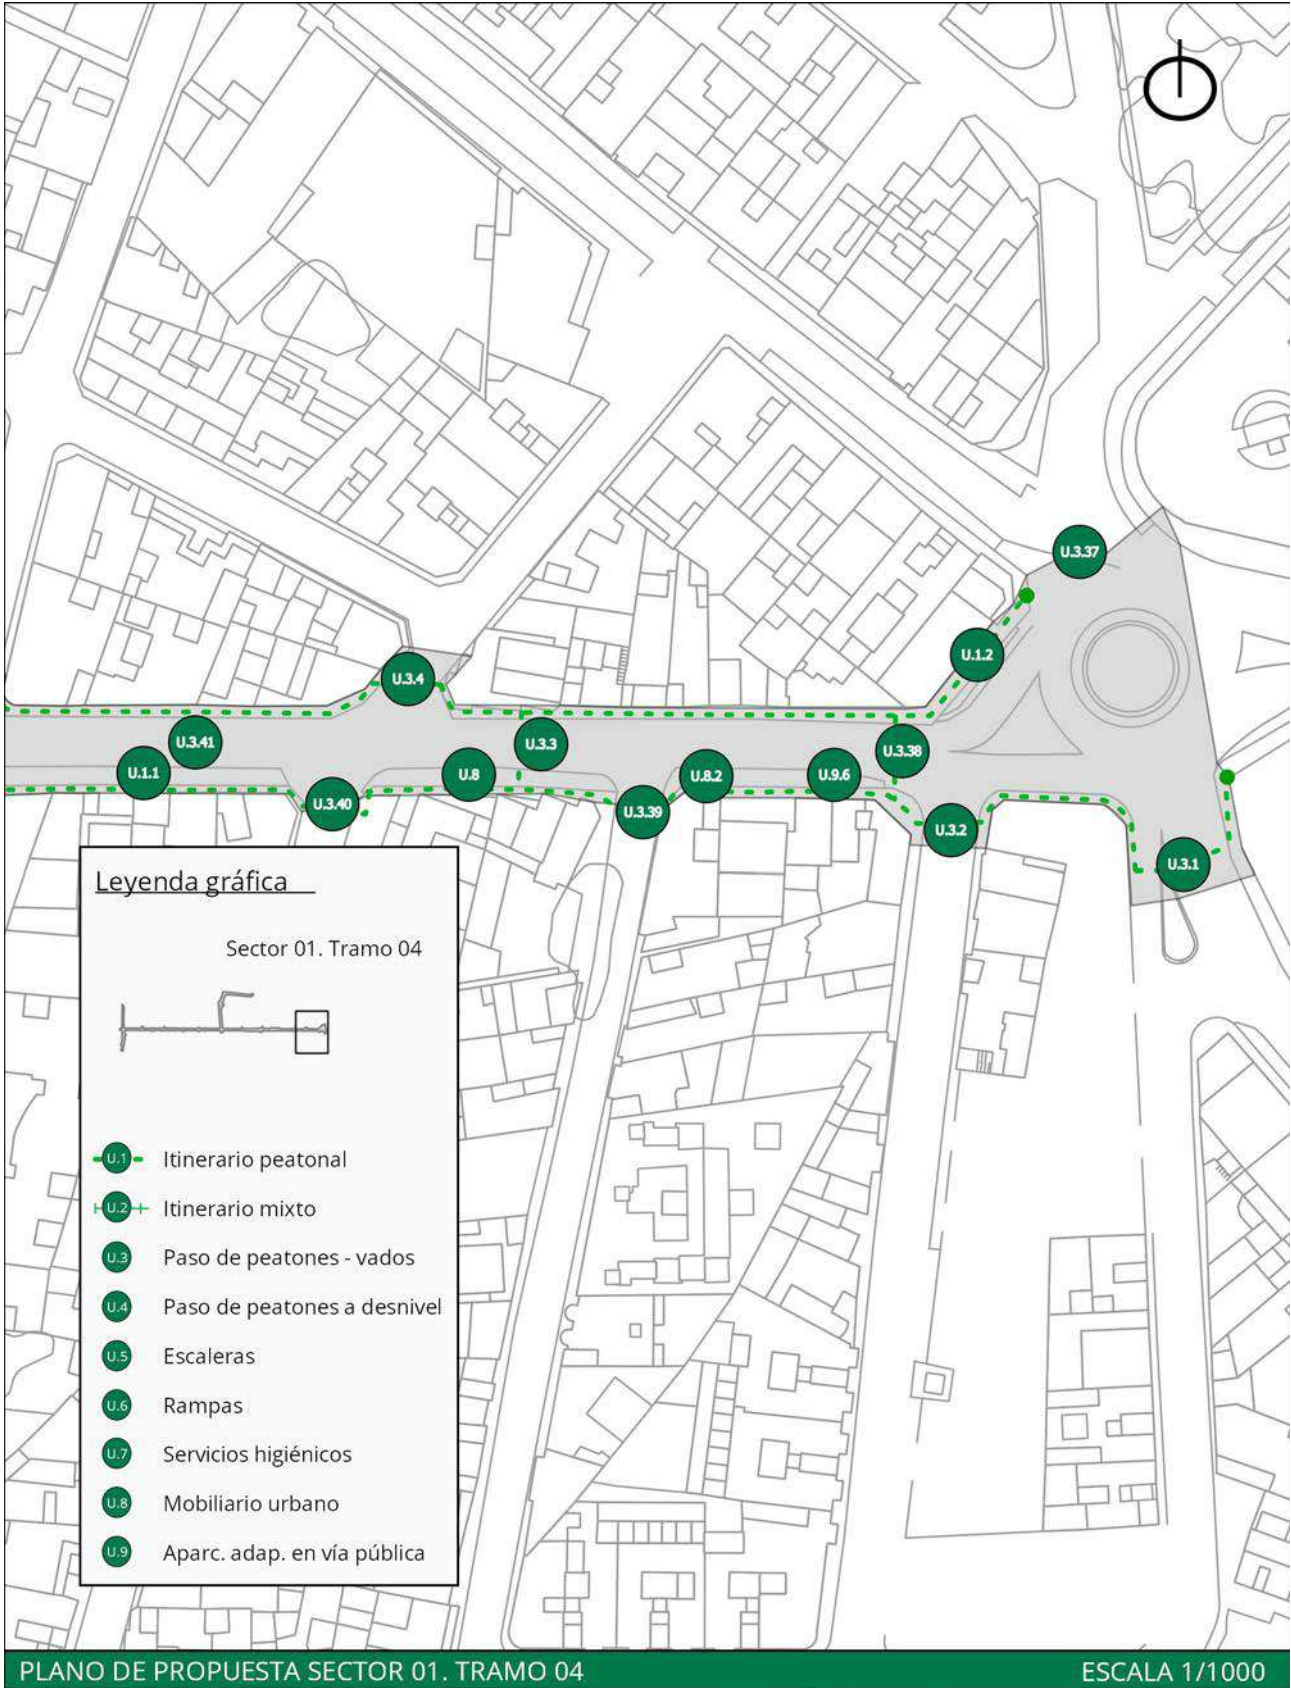 U.3.37
U.1.2
U.3.4
U.3.41
U.3.3
U.3.38
U.1.1
U.8
U.8.2
U.9.6
U.3.40
U.3.39
U.3.2
U.3.1
Leyenda gráfica
Sector 01. Tramo 04
U.1 Itinerario peatonal
U.2 Itinerario mixto
U.3 Paso de peatones - vados
U.4 Paso de peatones a desnivel
U.5 Escaleras
U.6 Rampas
U.7 Servicios higiénicos
U.8 Mobiliario urbano
U.9 Aparc. adap. en vía pública
PLANO DE PROPUESTA SECTOR 01. TRAMO 04 ESCALA 1/1000